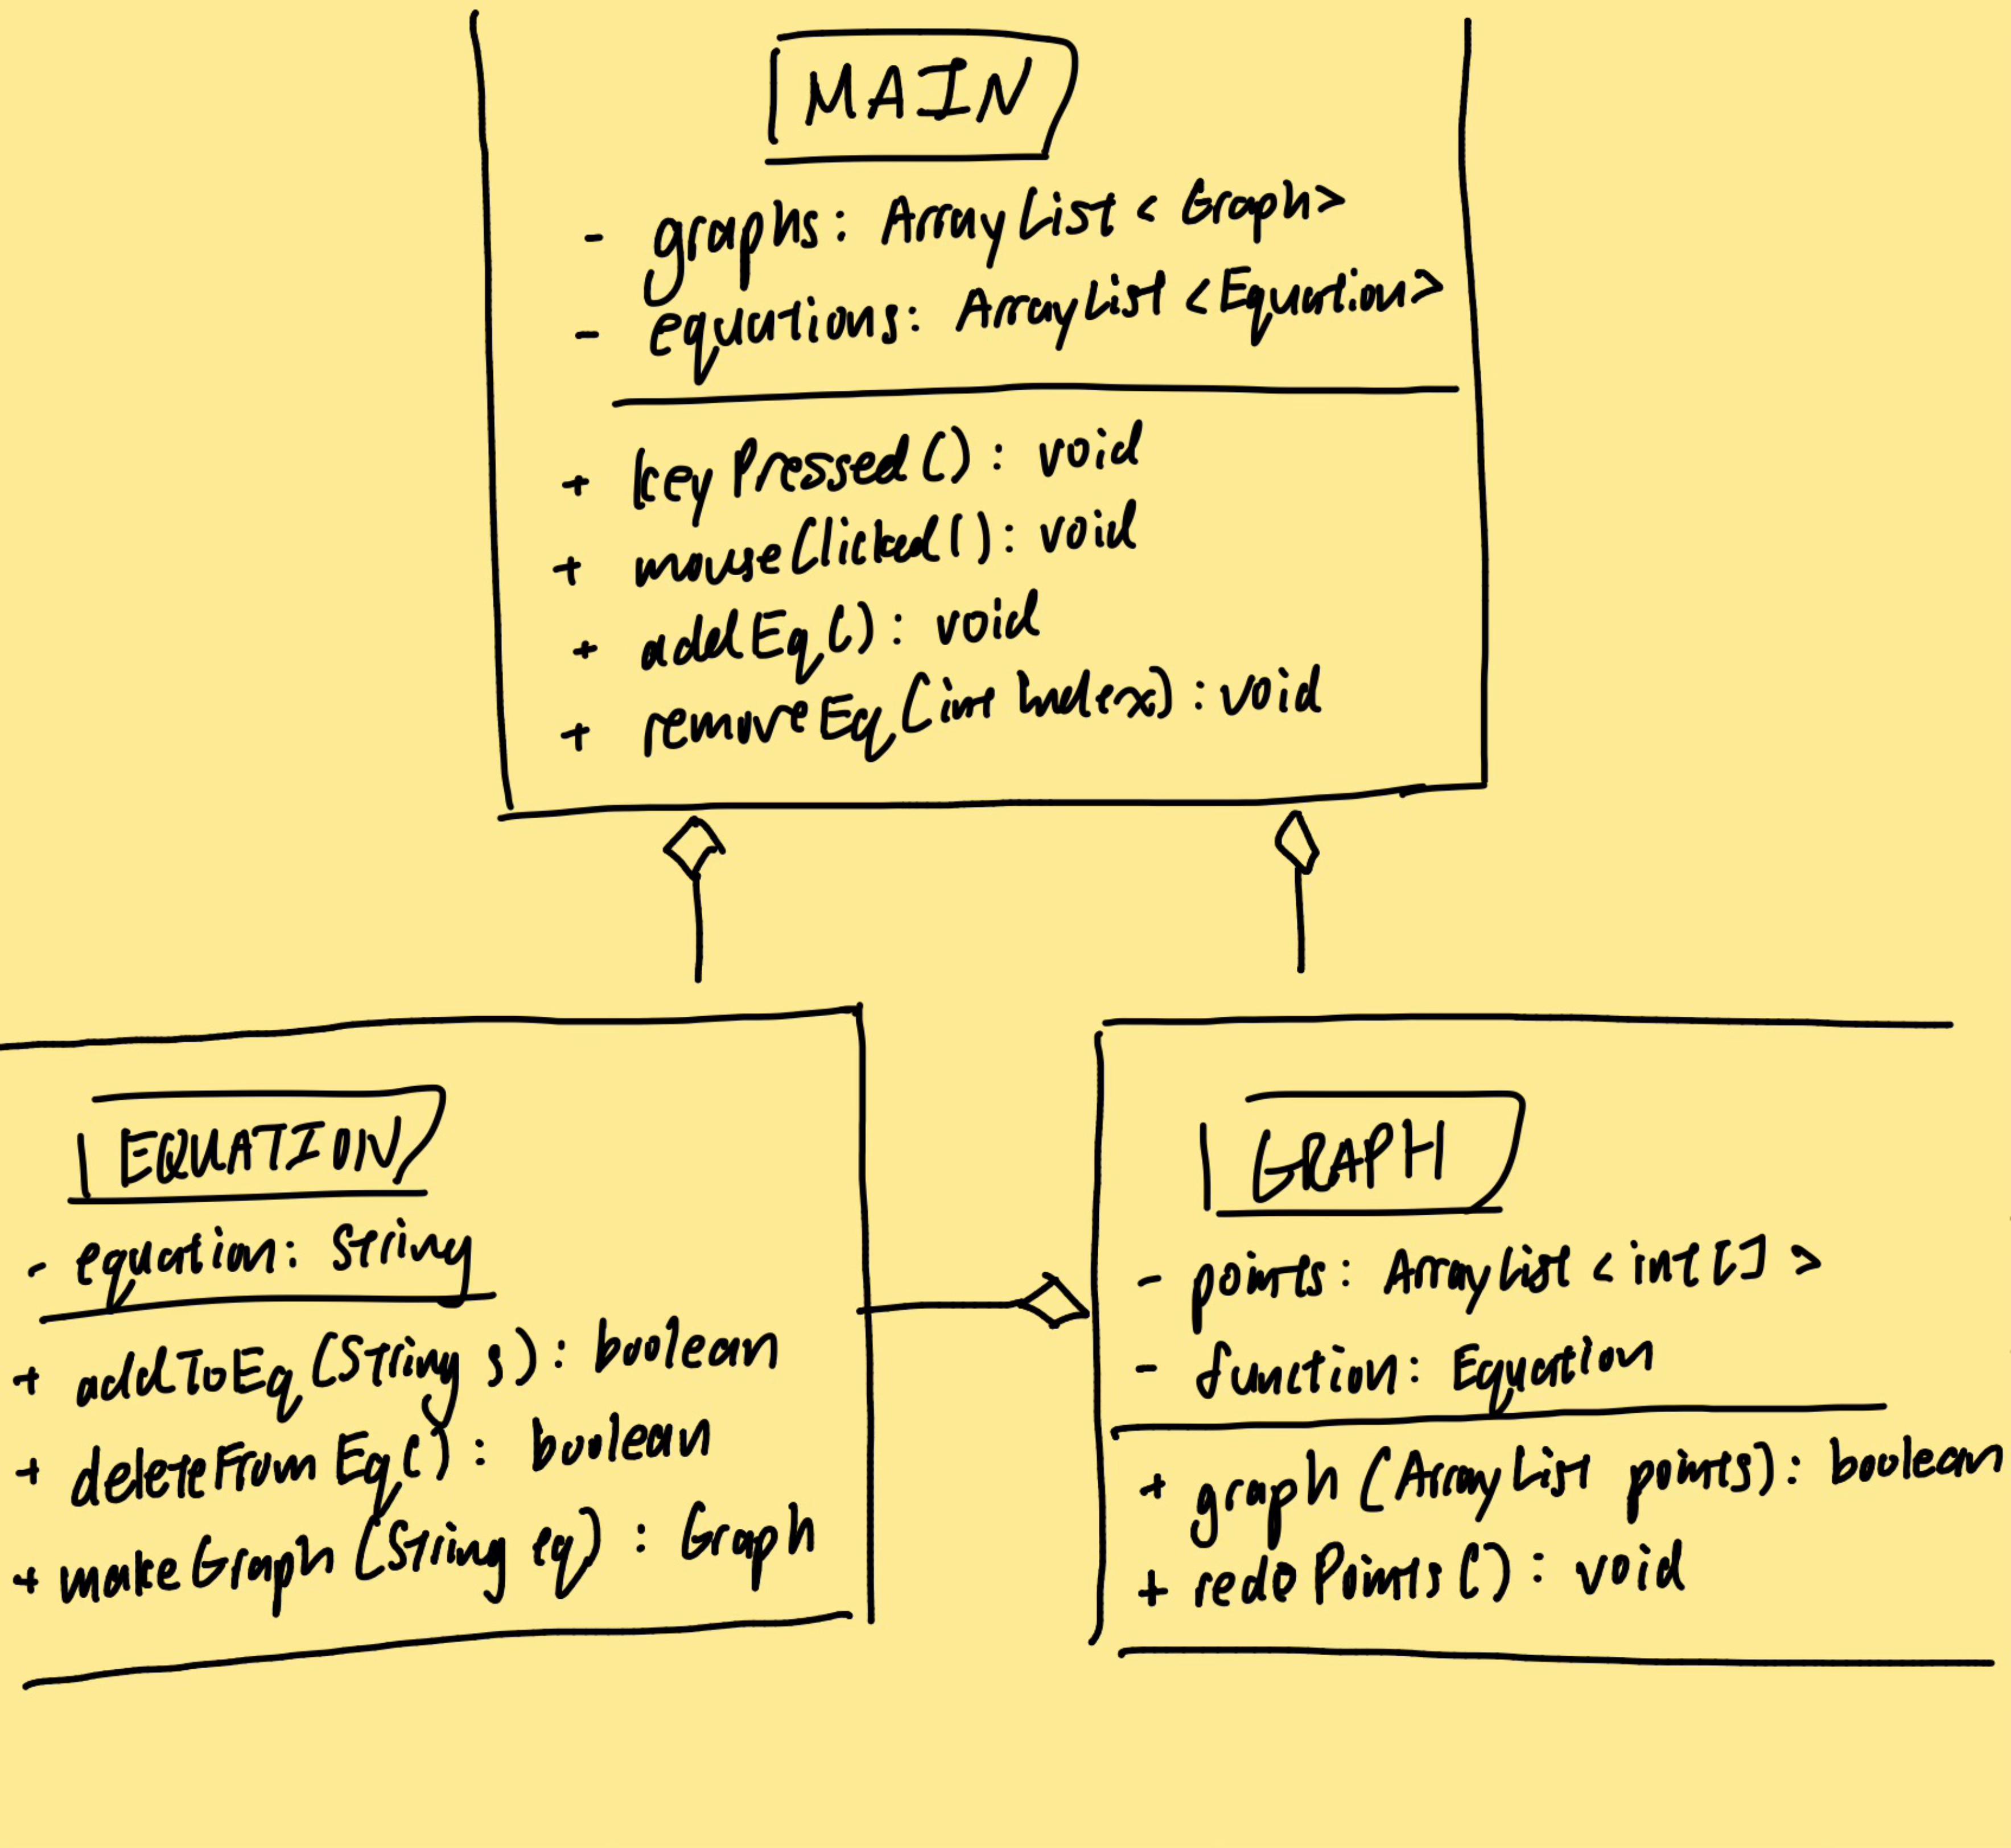 MAIN
- graphs: ArrayList<Graph>
- equations: ArrayList<Equation>
+ keyPressed(): void
+ mouseClicked(): void
+ addEq(): void
+ removeEq(int index): void
EQUATION
- equation: String
+ addToEq(String s): boolean
+ deleteFromEq(): boolean
+ makeGraph(String eq): Graph
GRAPH
- points: ArrayList<int[]>
- function: Equation
+ graph(ArrayList points): boolean
+ redoPoints(): void